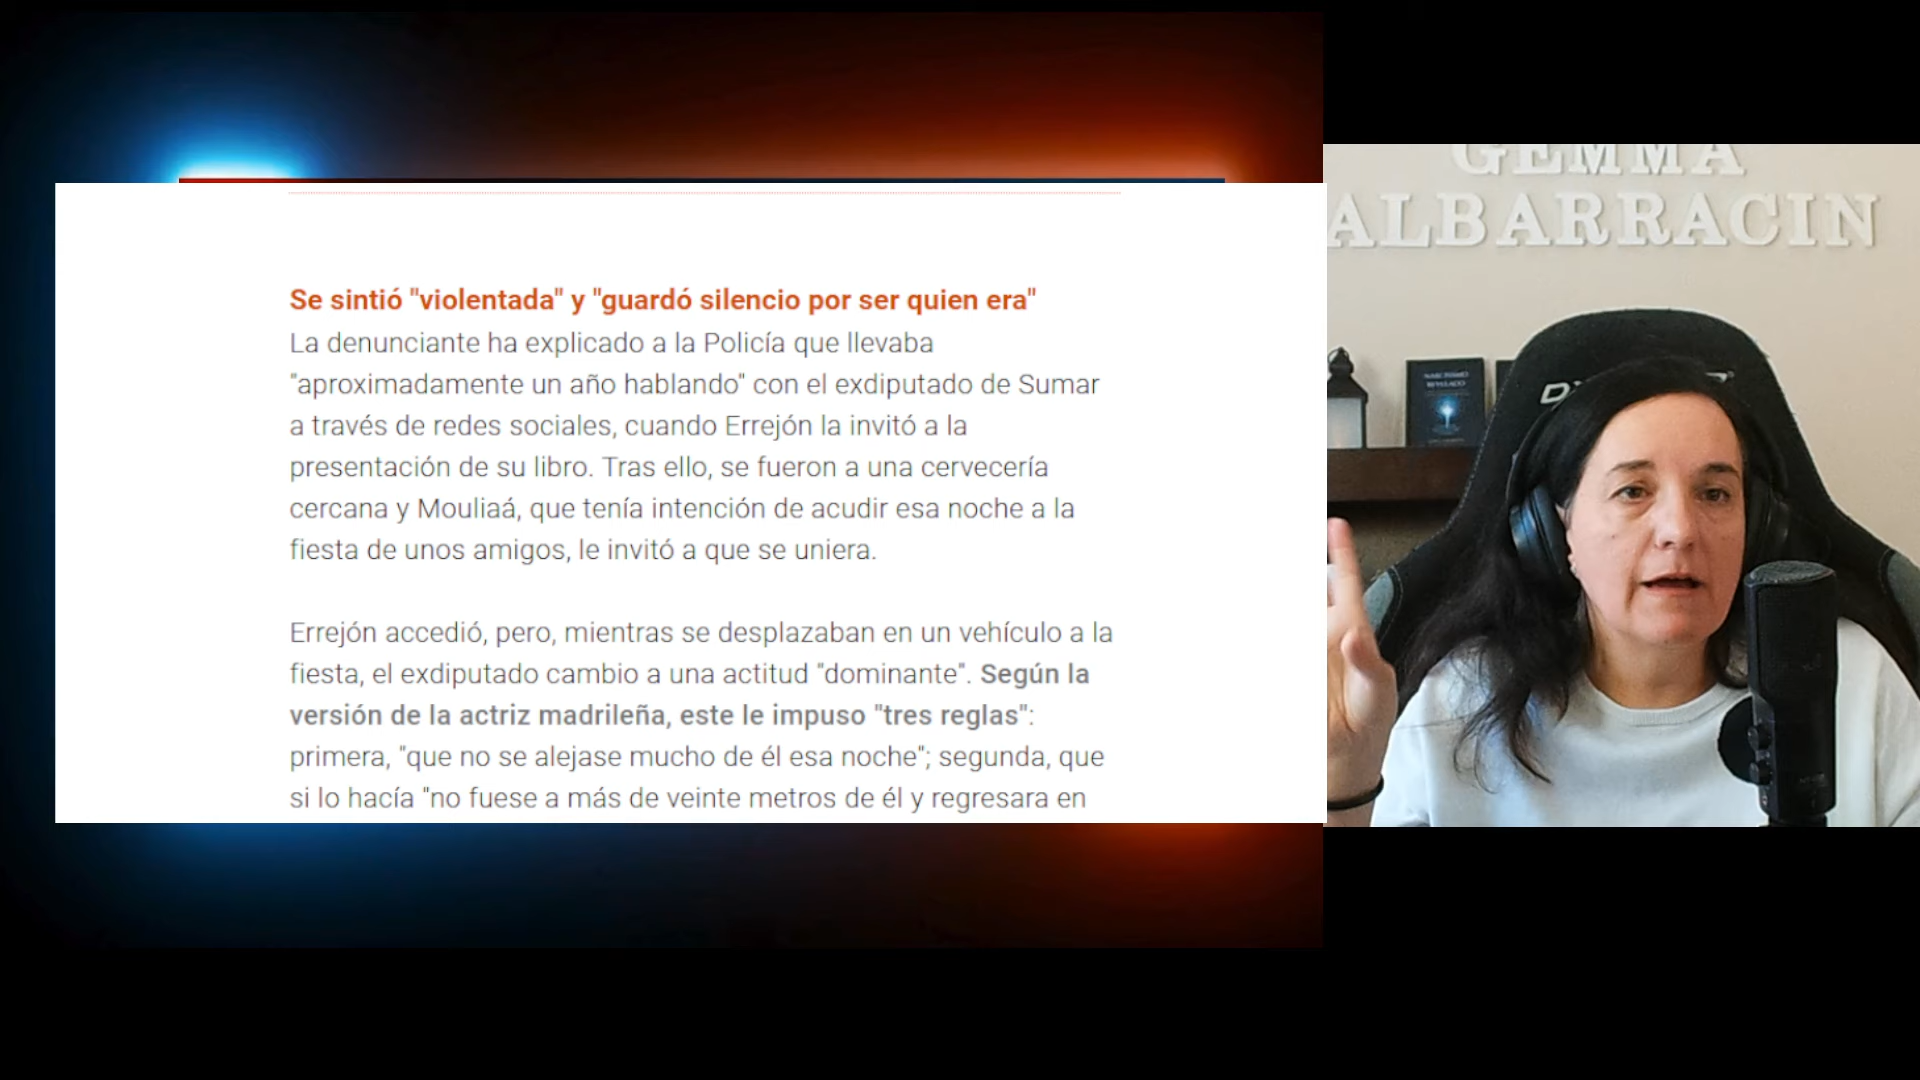 GEMMA
ALBARRACIN
Se sintió "violentada" y "guardó silencio por ser quien era"
La denunciante ha explicado a la Policía que llevaba
"aproximadamente un año hablando" con el exdiputado de Sumar
a través de redes sociales, cuando Errejón la invitó a la
presentación de su libro. Tras ello, se fueron a una cervecería
cercana y Mouliaá, que tenía intención de acudir esa noche a la
fiesta de unos amigos, le invitó a que se uniera.
Errejón accedió, pero, mientras se desplazaban en un vehículo a la
fiesta, el exdiputado cambio a una actitud "dominante". Según la
versión de la actriz madrileña, este le impuso "tres reglas":
primera, "que no se alejase mucho de él esa noche"; segunda, que
si lo hacía "no fuese a más de veinte metros de él y regresara en